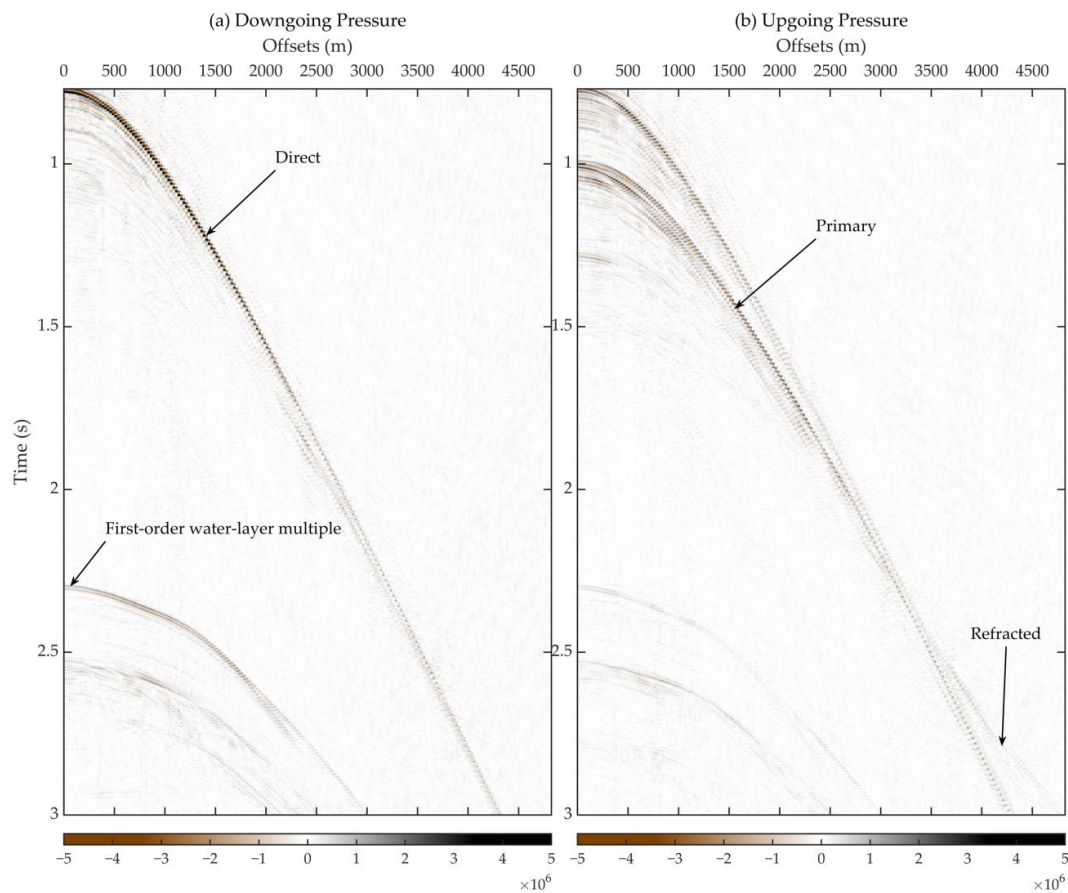 (a) Downgoing Pressure
Offsets (m)
0 500 1000 1500 2000 2500 3000 3500 4000 4500
Direct
First-order water-layer multiple
Time (s)
1
1.5
2
2.5
3
−5 −4 −3 −2 −1 0 1 2 3 4 5
×10⁶
(b) Upgoing Pressure
Offsets (m)
0 500 1000 1500 2000 2500 3000 3500 4000 4500
Primary
Refracted
1
1.5
2
2.5
3
−5 −4 −3 −2 −1 0 1 2 3 4 5
×10⁶